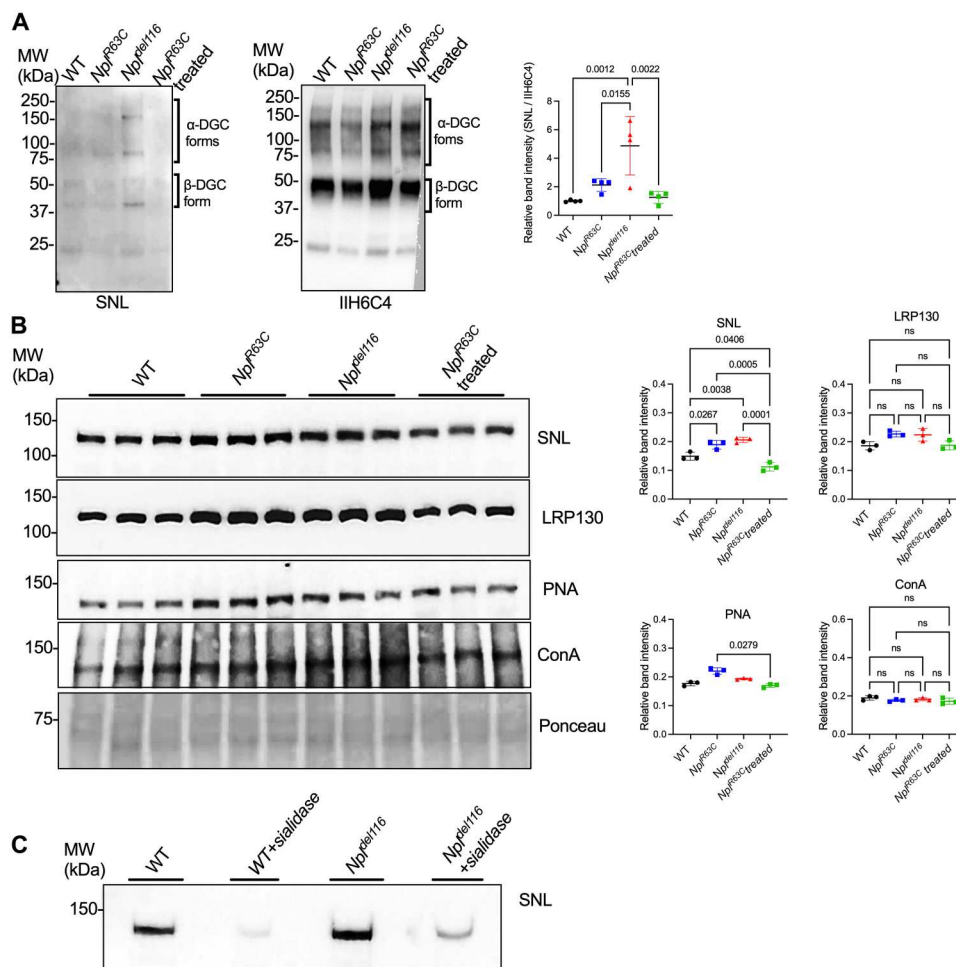 A
MW
(kDa)
WT
Npl^R63C
Npl^del116
Npl^R63C
treated
250
150
100
75
50
37
25
α-DGC
forms
β-DGC
form
SNL
MW
(kDa)
WT
Npl^R63C
Npl^del116
Npl^R63C
treated
250
150
100
75
50
37
25
α-DGC
forms
β-DGC
form
IIH6C4
Relative band intensity (SNL / IIH6C4)
0.0012
0.0022
0.0155
8
6
4
2
0
WT
Npl^R63C
Npl^del116
Npl^R63C treated
B
MW
(kDa)
WT
Npl^R63C
Npl^del116
Npl^R63C
treated
150
100
SNL
150
100
LRP130
150
PNA
150
ConA
75
Ponceau
SNL
Relative band intensity
0.0406
0.0005
0.0038
0.0267
0.0001
0.4
0.3
0.2
0.1
0.0
WT
Npl^R63C
Npl^del116
Npl^R63C treated
LRP130
Relative band intensity
ns
ns
ns
ns
ns
ns
0.4
0.3
0.2
0.1
0.0
WT
Npl^R63C
Npl^del116
Npl^R63C treated
PNA
Relative band intensity
0.0279
0.4
0.3
0.2
0.1
0.0
WT
Npl^R63C
Npl^del116
Npl^R63C treated
ConA
Relative band intensity
ns
ns
ns
ns
ns
ns
0.4
0.3
0.2
0.1
0.0
WT
Npl^R63C
Npl^del116
Npl^R63C treated
C
MW
(kDa)
WT
WT+sialidase
Npl^del116
Npl^del116
+sialidase
150
SNL